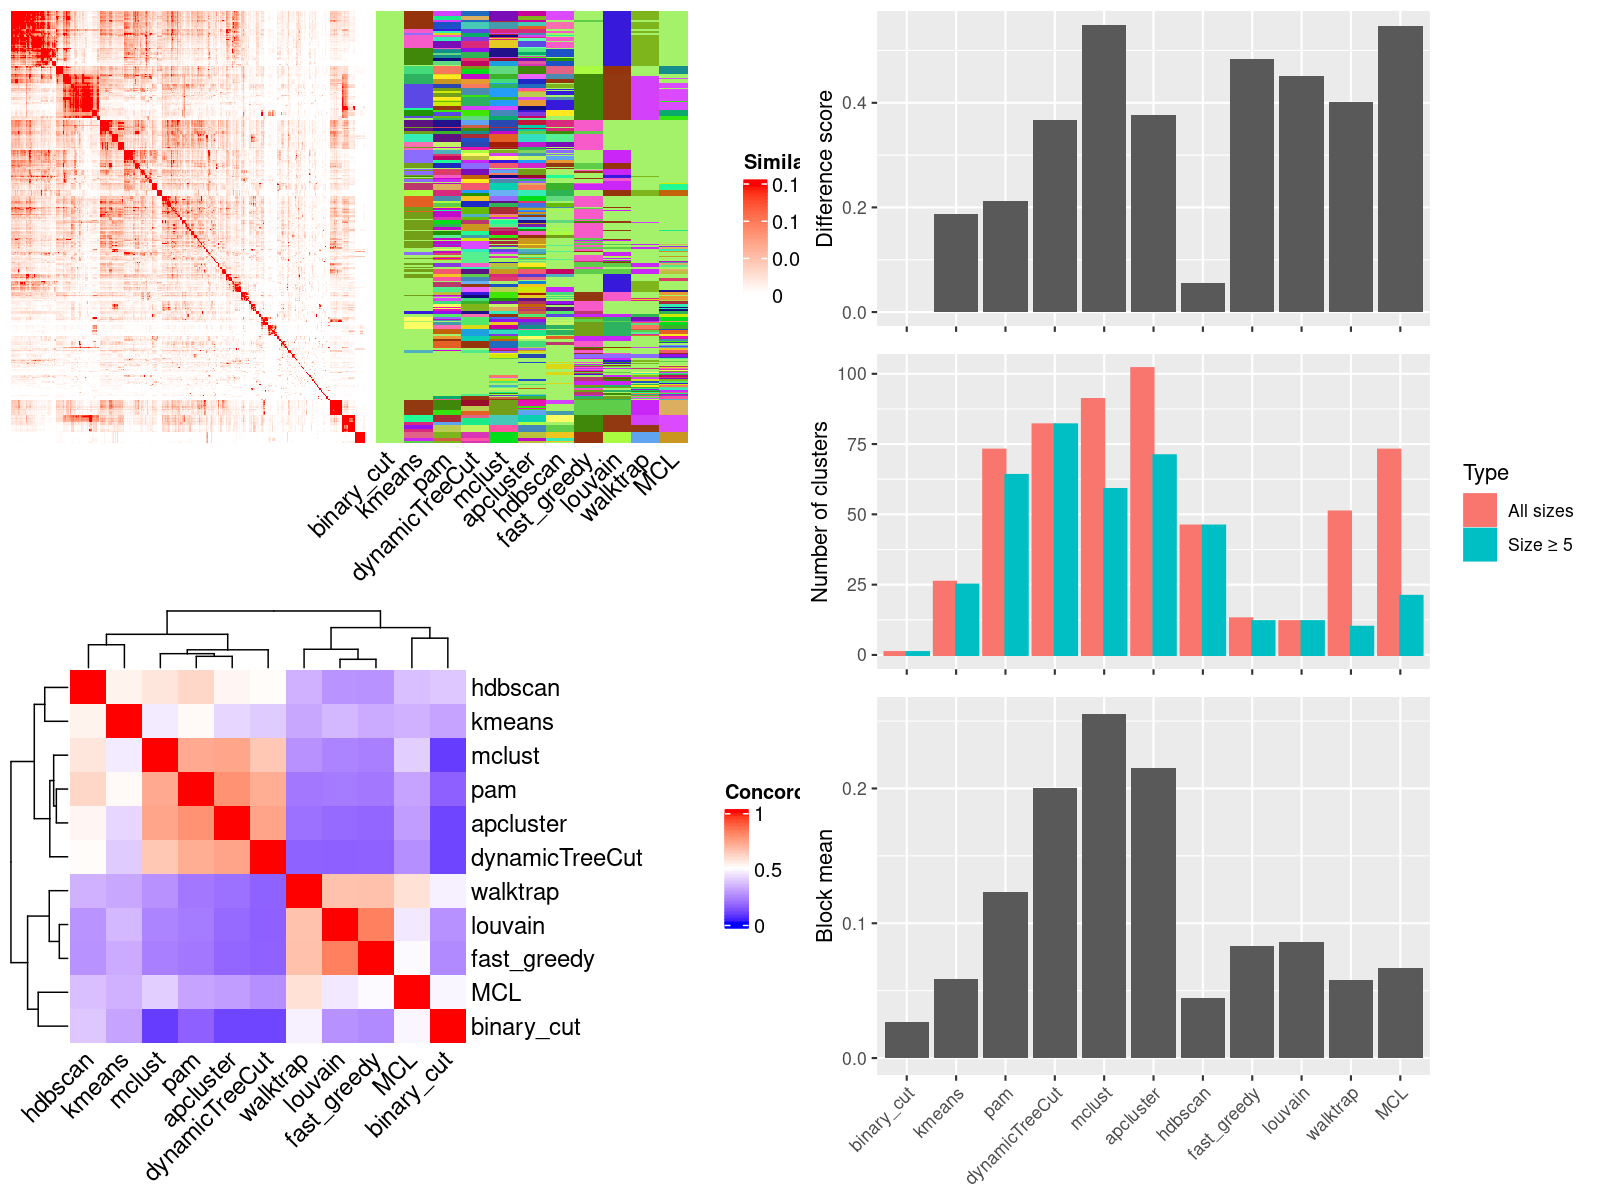 Simila
0.1
0.1
0.0
0
binary_cut
kmeans
pam
dynamicTreeCut
mclust
apcluster
hdbscan
fast_greedy
louvain
walktrap
MCL
Difference score
0.4
0.2
0.0
Number of clusters
100
75
50
25
0
Type
All sizes
Size ≥ 5
hdbscan
kmeans
mclust
pam
apcluster
dynamicTreeCut
walktrap
louvain
fast_greedy
MCL
binary_cut
hdbscan
kmeans
mclust
pam
apcluster
dynamicTreeCut
walktrap
louvain
fast_greedy
MCL
binary_cut
Concord
1
0.5
0
Block mean
0.2
0.1
0.0
binary_cut
kmeans
pam
dynamicTreeCut
mclust
apcluster
hdbscan
fast_greedy
louvain
walktrap
MCL